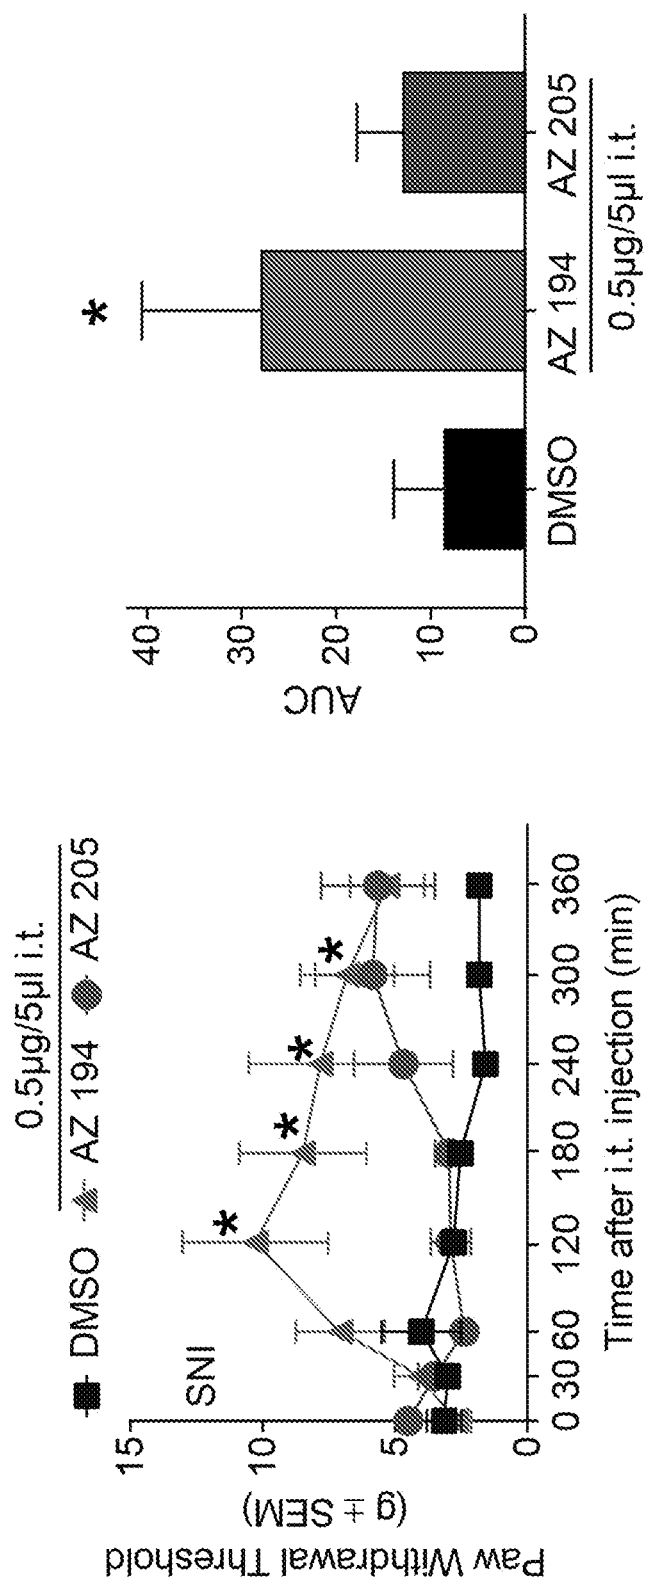 0.5µg/5µl i.t.
DMSO AZ 194 AZ 205
SNI
Paw Withdrawal Threshold
(g ± SEM)
15
10
5
0
0 30 60 120 180 240 300 360
Time after i.t. injection (min)
*
*
*
*
AUC
40
30
20
10
0
*
DMSO AZ 194 AZ 205
0.5µg/5µl i.t.